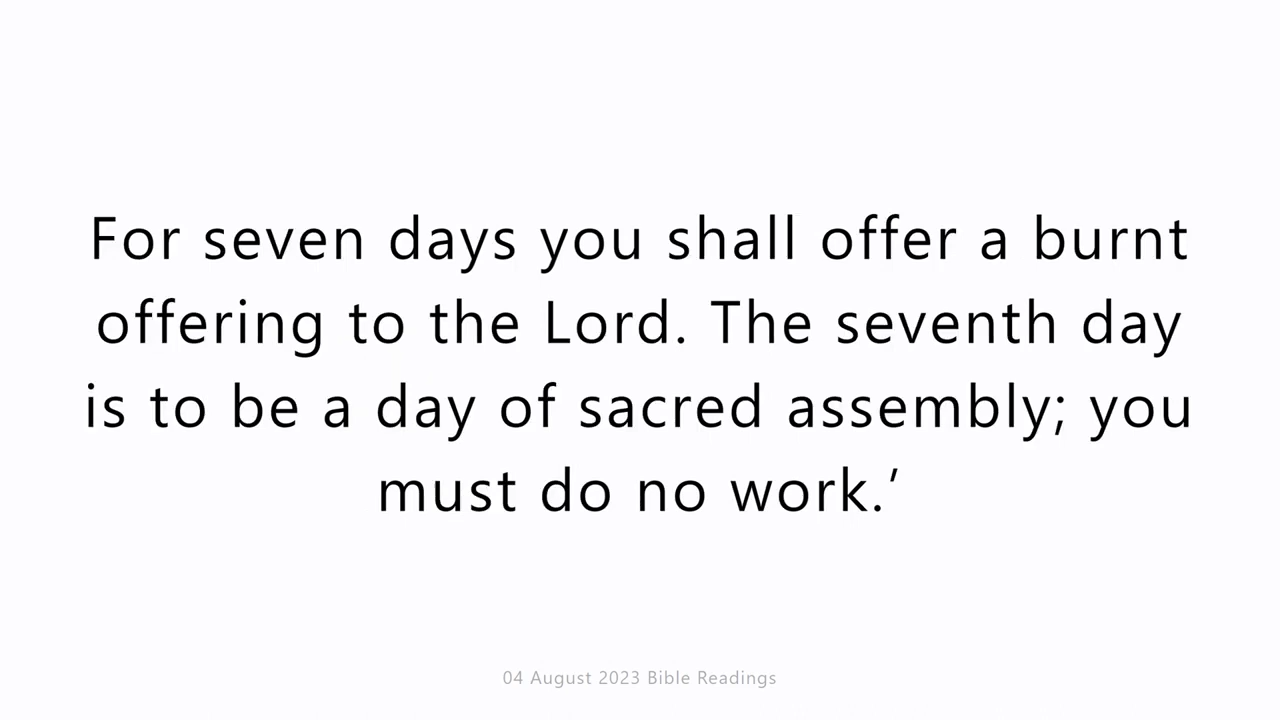 For seven days you shall offer a burnt
offering to the Lord. The seventh day
is to be a day of sacred assembly; you
must do no work.’
04 August 2023 Bible Readings